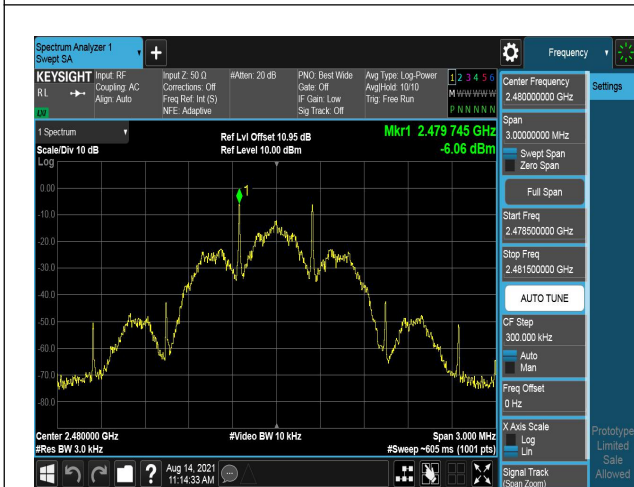 Spectrum Analyzer 1
Swept SA
Frequency
KEYSIGHT
RL
LXI
Input: RF
Coupling: AC
Align: Auto
Input Z: 50 Ω
Corrections: Off
Freq Ref: Int (S)
NFE: Adaptive
#Atten: 20 dB
PNO: Best Wide
Gate: Off
IF Gain: Low
Sig Track: Off
Avg Type: Log-Power
Avg|Hold: 10/10
Trig: Free Run
1 2 3 4 5 6
M W W W W W
P N N N N N
1 Spectrum
Scale/Div 10 dB
Log
Ref Lvl Offset 10.95 dB
Ref Level 10.00 dBm
Mkr1 2.479 745 GHz
-6.06 dBm
1
0.00
-10.0
-20.0
-30.0
-40.0
-50.0
-60.0
-70.0
-80.0
Center 2.480000 GHz
#Res BW 3.0 kHz
#Video BW 10 kHz
Span 3.000 MHz
#Sweep ~605 ms (1001 pts)
Aug 14, 2021
11:14:33 AM
Center Frequency
2.480000000 GHz
Span
3.00000000 MHz
Swept Span
Zero Span
Full Span
Start Freq
2.478500000 GHz
Stop Freq
2.481500000 GHz
AUTO TUNE
CF Step
300.000 kHz
Auto
Man
Freq Offset
0 Hz
X Axis Scale
Log
Lin
Signal Track
(Span Zoom)
Settings
Prototype
Limited
Sale
Allowed